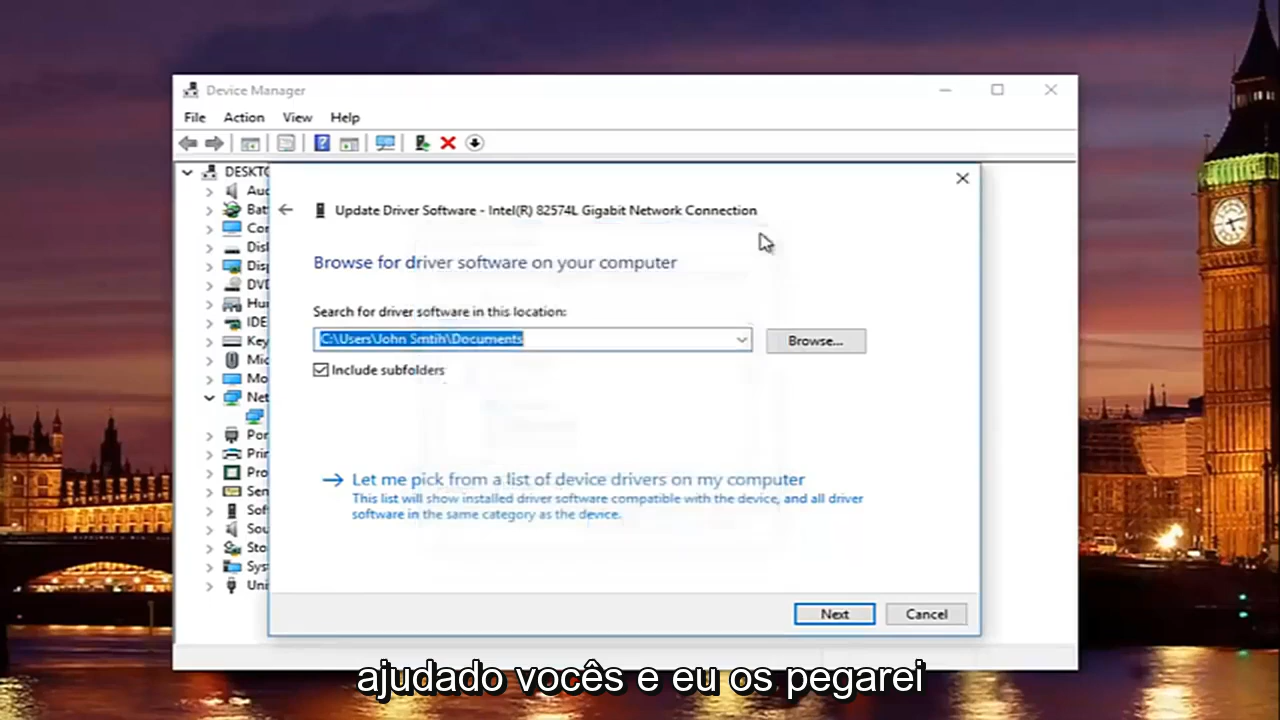 Device Manager
File Action View Help
DESKTO
Update Driver Software - Intel(R) 82574L Gigabit Network Connection
Browse for driver software on your computer
Search for driver software in this location:
C:\Users\John Smtih\Documents
Browse...
Include subfolders
Let me pick from a list of device drivers on my computer
This list will show installed driver software compatible with the device, and all driver
software in the same category as the device.
Next Cancel
Aud
Bat
Cor
Disl
Disp
DVD
Hu
IDE
Key
Mic
Mo
Net
Por
Prin
Pro
Sen
Sof
Sou
Sto
Sys
Uni
ajudado vocês e eu os pegarei